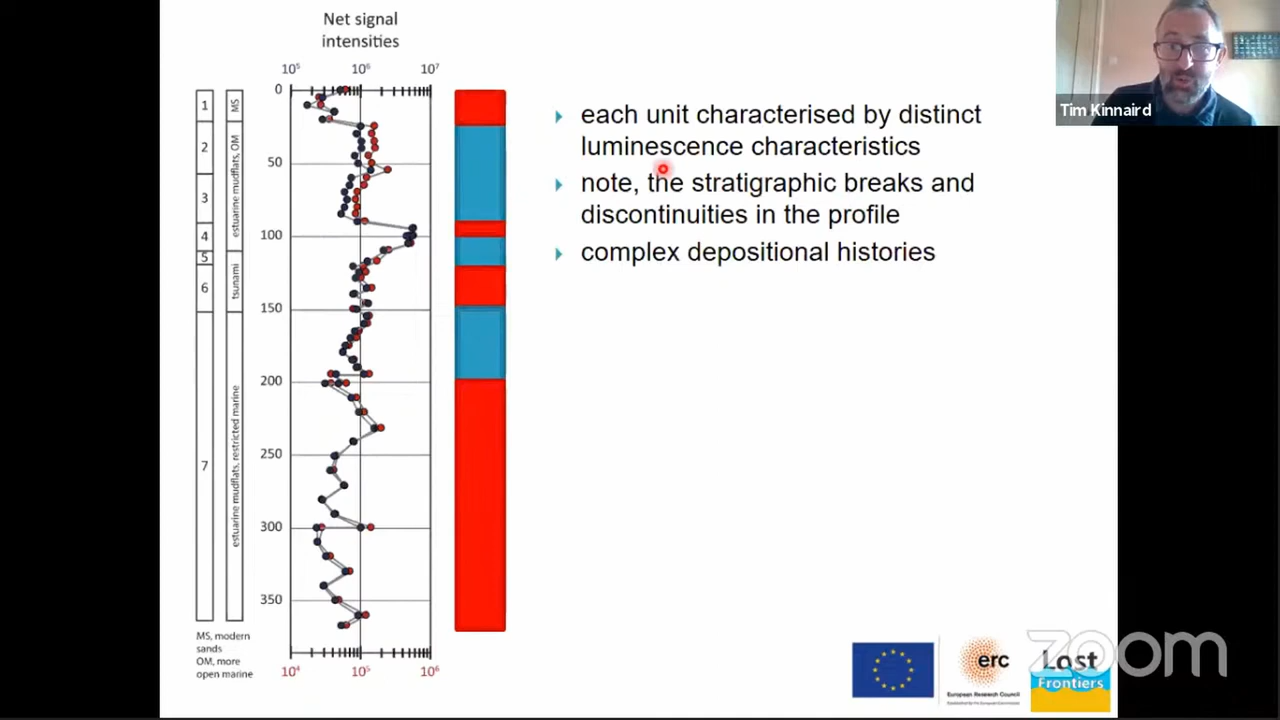 Net signal
intensities
10⁵ 10⁶ 10⁷
0
50
100
150
200
250
300
350
10⁴ 10⁵ 10⁶
1
2
3
4
5
6
7
MS
estuarine mudflats, OM
tsunami
estuarine mudflats, restricted marine
MS, modern
sands
OM, more
open marine
each unit characterised by distinct
luminescence characteristics
note, the stratigraphic breaks and
discontinuities in the profile
complex depositional histories
Tim Kinnaird
erc
European Research Council
Lost
Frontiers
zoom